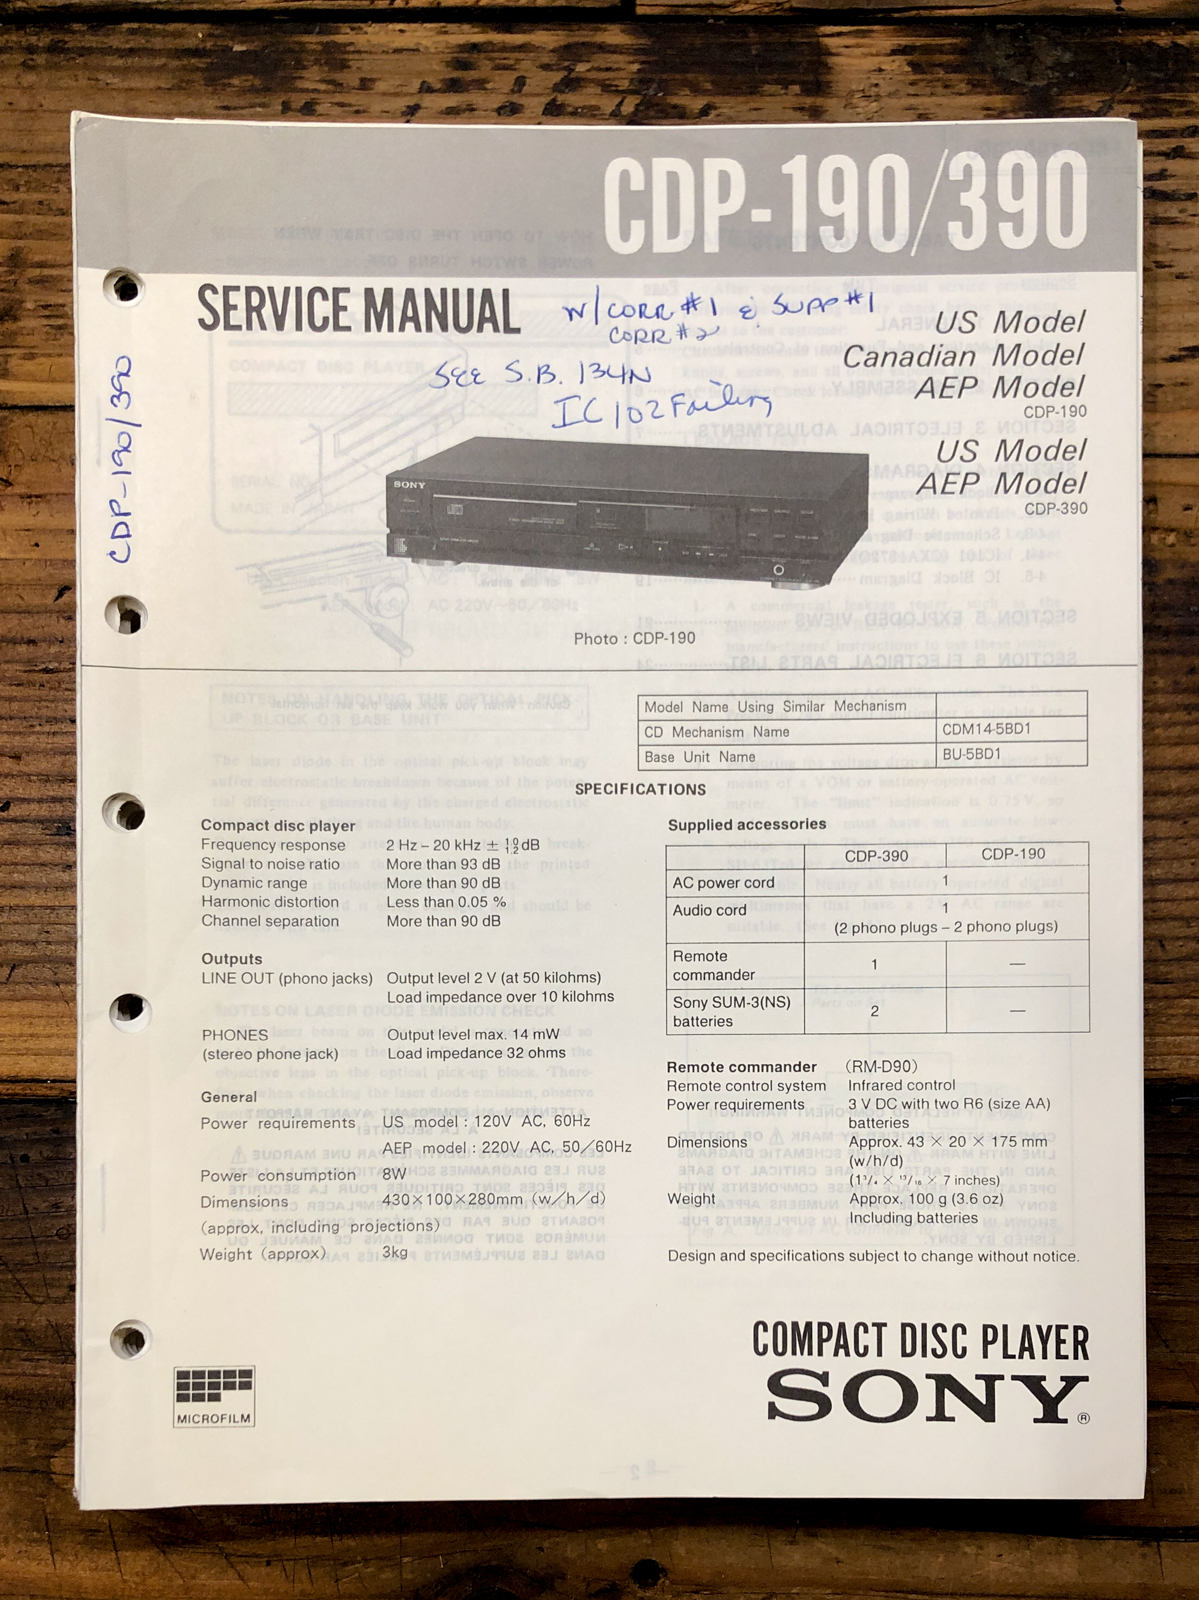 CDP-190/390
SERVICE MANUAL
W/CORR #1 & SUPP #1
CORR #2
SEE S.B. 134N
IC 102 Failing
CDP-190/390
US Model
Canadian Model
AEP Model
CDP-190
US Model
AEP Model
CDP-390
SONY
Photo : CDP-190
Model Name Using Similar Mechanism
CD Mechanism Name CDM14-5BD1
Base Unit Name BU-5BD1
SPECIFICATIONS
Compact disc player
Frequency response 2 Hz – 20 kHz ± 1.0 1.2 dB
Signal to noise ratio More than 93 dB
Dynamic range More than 90 dB
Harmonic distortion Less than 0.05 %
Channel separation More than 90 dB
Outputs
LINE OUT (phono jacks) Output level 2 V (at 50 kilohms)
Load impedance over 10 kilohms
PHONES Output level max. 14 mW
(stereo phone jack) Load impedance 32 ohms
General
Power requirements US model : 120V AC, 60Hz
AEP model : 220V AC, 50/60Hz
Power consumption 8W
Dimensions 430×100×280mm (w/h/d)
(approx, including projections)
Weight (approx) 3kg
Supplied accessories
CDP-390 CDP-190
AC power cord 1
Audio cord 1
(2 phono plugs – 2 phono plugs)
Remote
commander 1 —
Sony SUM-3(NS)
batteries 2 —
Remote commander (RM-D90)
Remote control system Infrared control
Power requirements 3 V DC with two R6 (size AA)
batteries
Dimensions Approx. 43 × 20 × 175 mm
(w/h/d)
(1³/₄ × ¹³/₁₆ × 7 inches)
Weight Approx. 100 g (3.6 oz)
Including batteries
Design and specifications subject to change without notice.
COMPACT DISC PLAYER
SONY®
MICROFILM